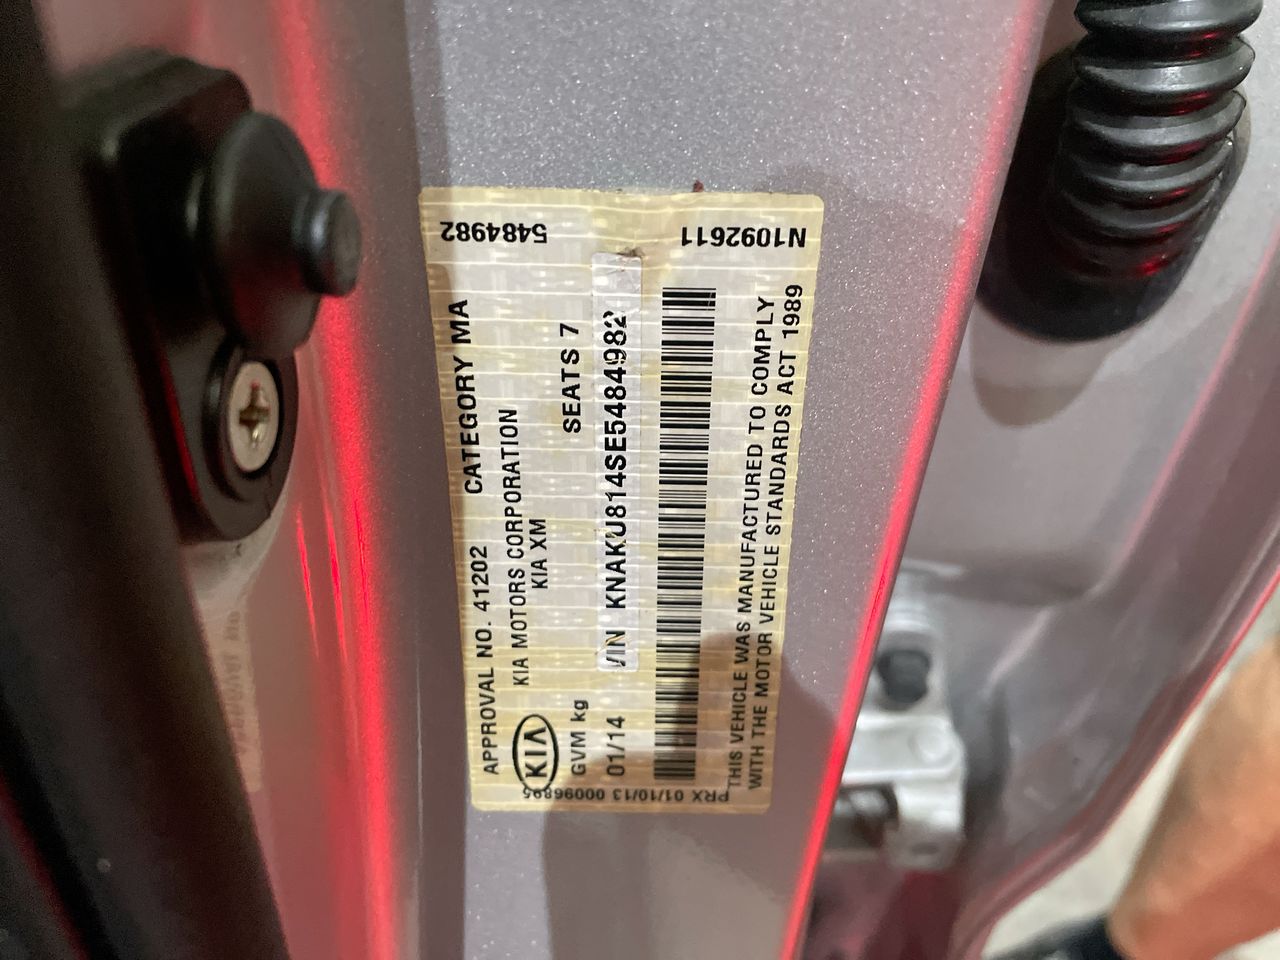 APPROVAL NO. 41202 CATEGORY MA
KIA MOTORS CORPORATION
KIA KIA XM
GVM kg SEATS 7
01/14 VIN KNAKU814SE5484982
THIS VEHICLE WAS MANUFACTURED TO COMPLY
WITH THE MOTOR VEHICLE STANDARDS ACT 1989
5484982
N1092611
PRX 01/10/13 00096895